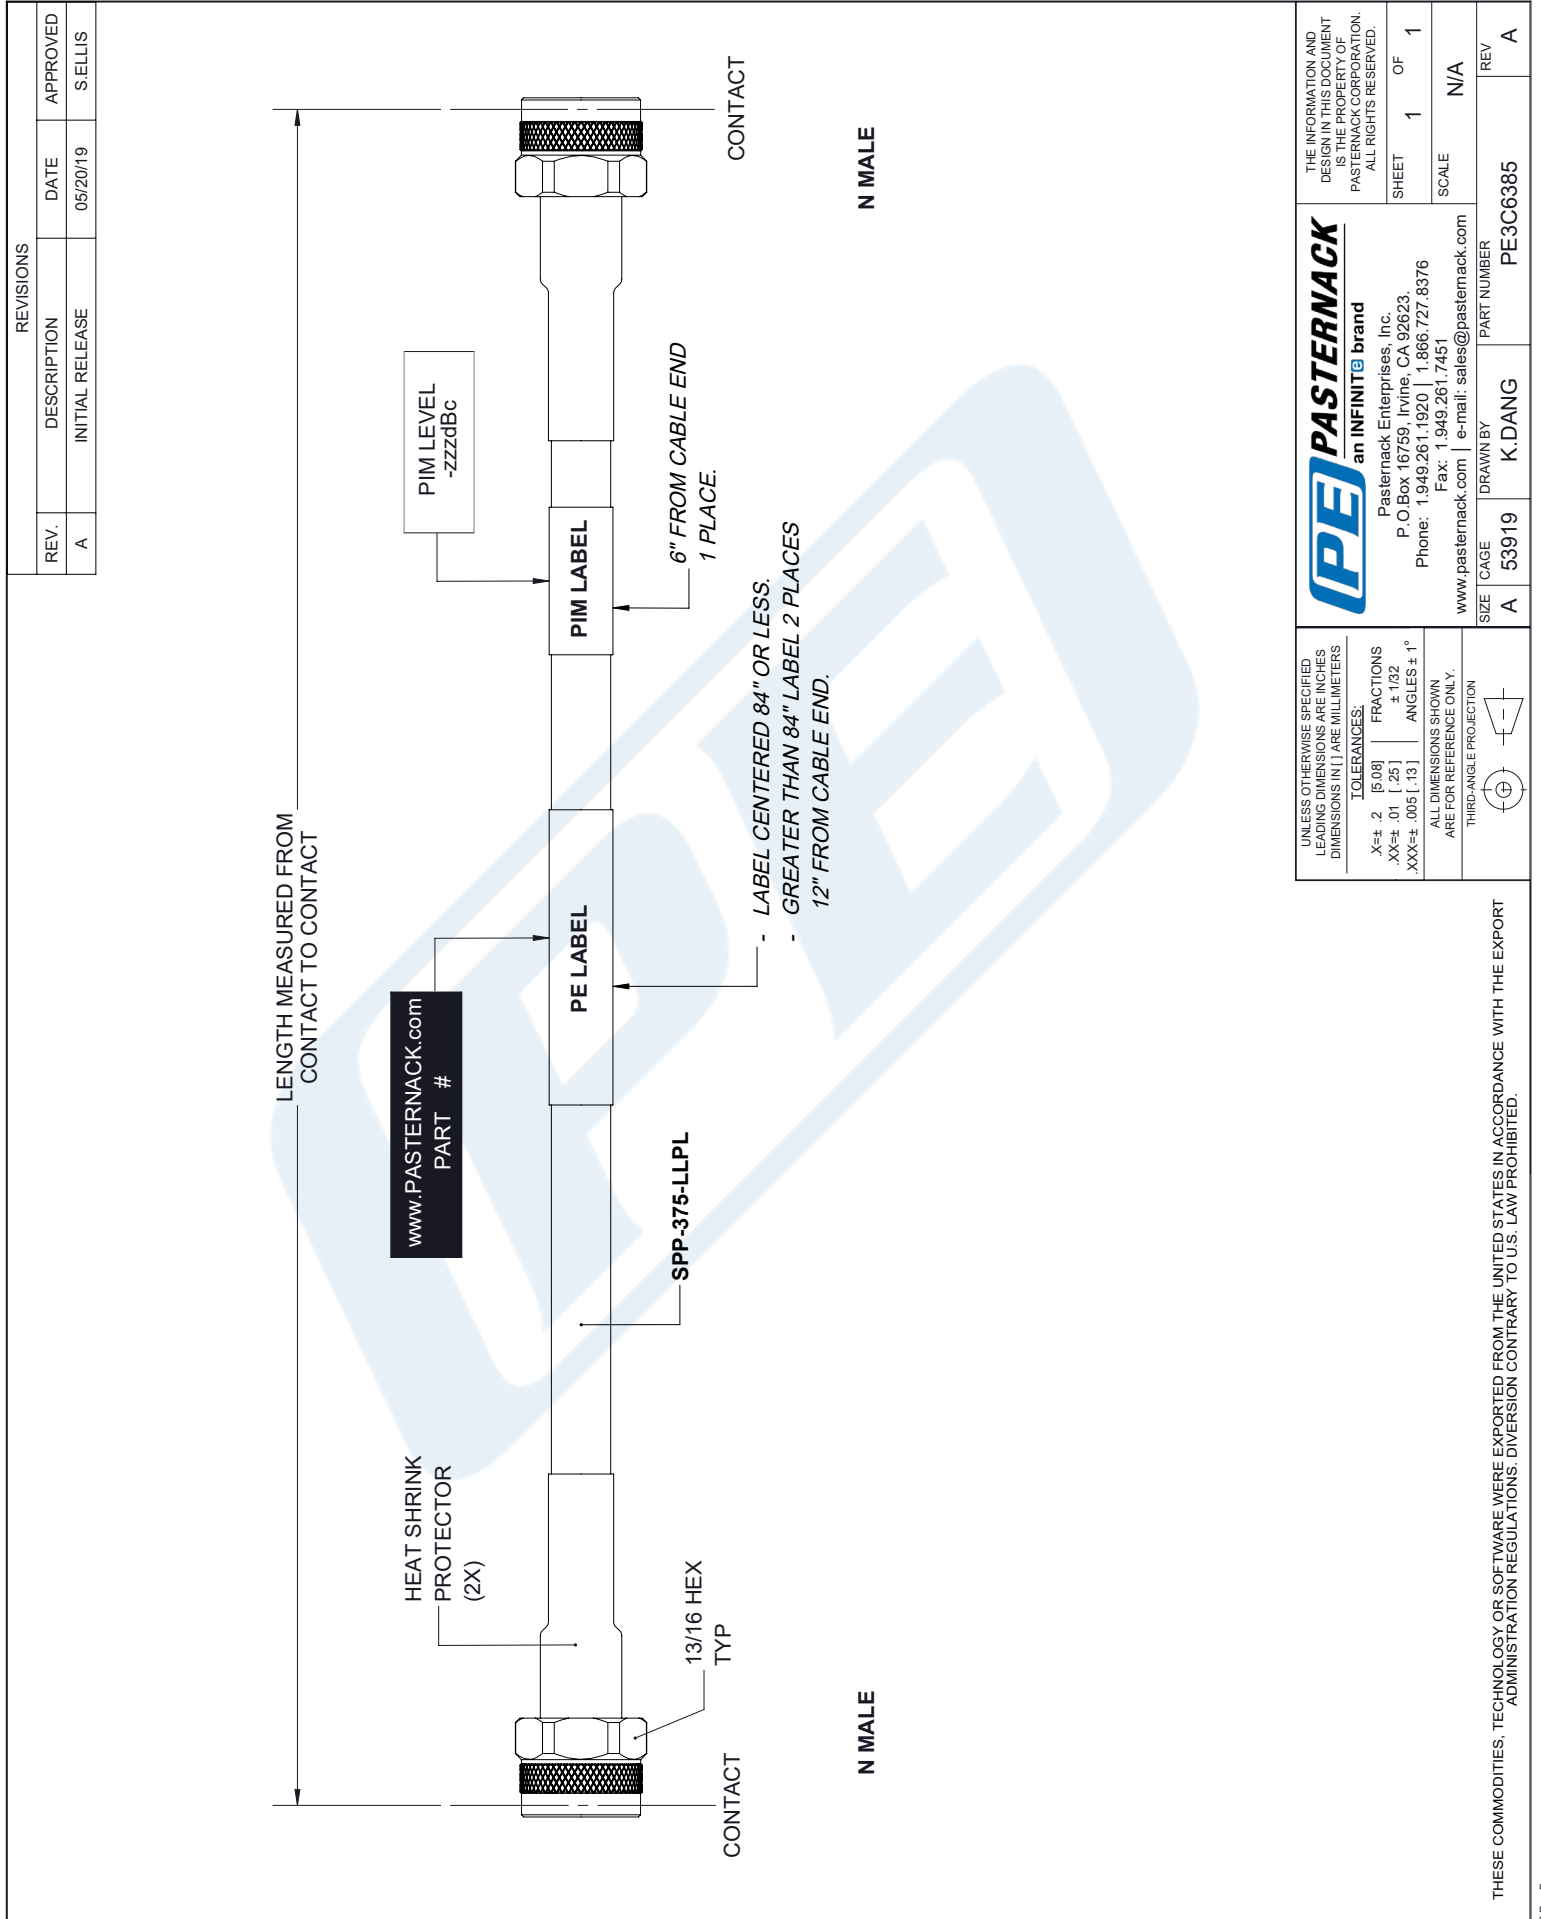 REVISIONS
REV. DESCRIPTION DATE APPROVED
A INITIAL RELEASE 05/20/19 S.ELLIS
LENGTH MEASURED FROM
CONTACT TO CONTACT
HEAT SHRINK
PROTECTOR
(2X)
www.PASTERNACK.com
PART #
PIM LEVEL
-zzzdBc
PE LABEL
PIM LABEL
13/16 HEX
TYP
SPP-375-LLPL
6" FROM CABLE END
1 PLACE.
- LABEL CENTERED 84" OR LESS.
- GREATER THAN 84" LABEL 2 PLACES
12" FROM CABLE END.
CONTACT
CONTACT
N MALE
N MALE
PE
THESE COMMODITIES, TECHNOLOGY OR SOFTWARE WERE EXPORTED FROM THE UNITED STATES IN ACCORDANCE WITH THE EXPORT
ADMINISTRATION REGULATIONS. DIVERSION CONTRARY TO U.S. LAW PROHIBITED.
UNLESS OTHERWISE SPECIFIED
LEADING DIMENSIONS ARE INCHES
DIMENSIONS IN [ ] ARE MILLIMETERS
TOLERANCES:
.X=± .2 [5.08] FRACTIONS
.XX=± .01 [ .25] ± 1/32
.XXX=± .005 [ .13] ANGLES ± 1°
ALL DIMENSIONS SHOWN
ARE FOR REFERENCE ONLY.
THIRD-ANGLE PROJECTION
PE PASTERNACK
an INFINITe brand
Pasternack Enterprises, Inc.
P.O.Box 16759, Irvine, CA 92623.
Phone: 1.949.261.1920 | 1.866.727.8376
Fax: 1.949.261.7451
www.pasternack.com | e-mail: sales@pasternack.com
THE INFORMATION AND
DESIGN IN THIS DOCUMENT
IS THE PROPERTY OF
PASTERNACK CORPORATION.
ALL RIGHTS RESERVED.
SHEET 1 OF 1
SCALE N/A
SIZE A
CAGE 53919
DRAWN BY K.DANG
PART NUMBER PE3C6385
REV A